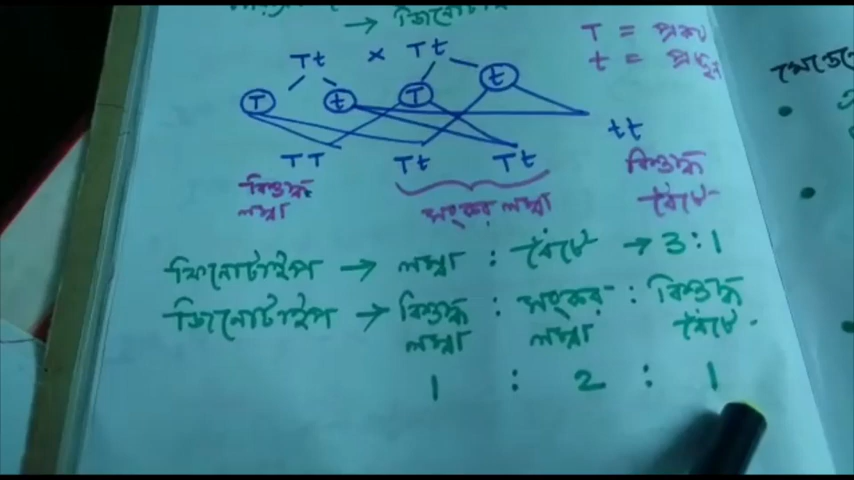 → জিনোটাইপ
Tt × Tt
T = প্রকট
t =
T t T t
TT Tt Tt tt
বিশুদ্ধ লম্বা
সংকর লম্বা
বিশুদ্ধ বেঁটে
ফিনোটাইপ → লম্বা : বেঁটে → 3:1
জিনোটাইপ → বিশুদ্ধ : সংকর : বিশুদ্ধ
লম্বা লম্বা বেঁটে.
1 : 2 : 1